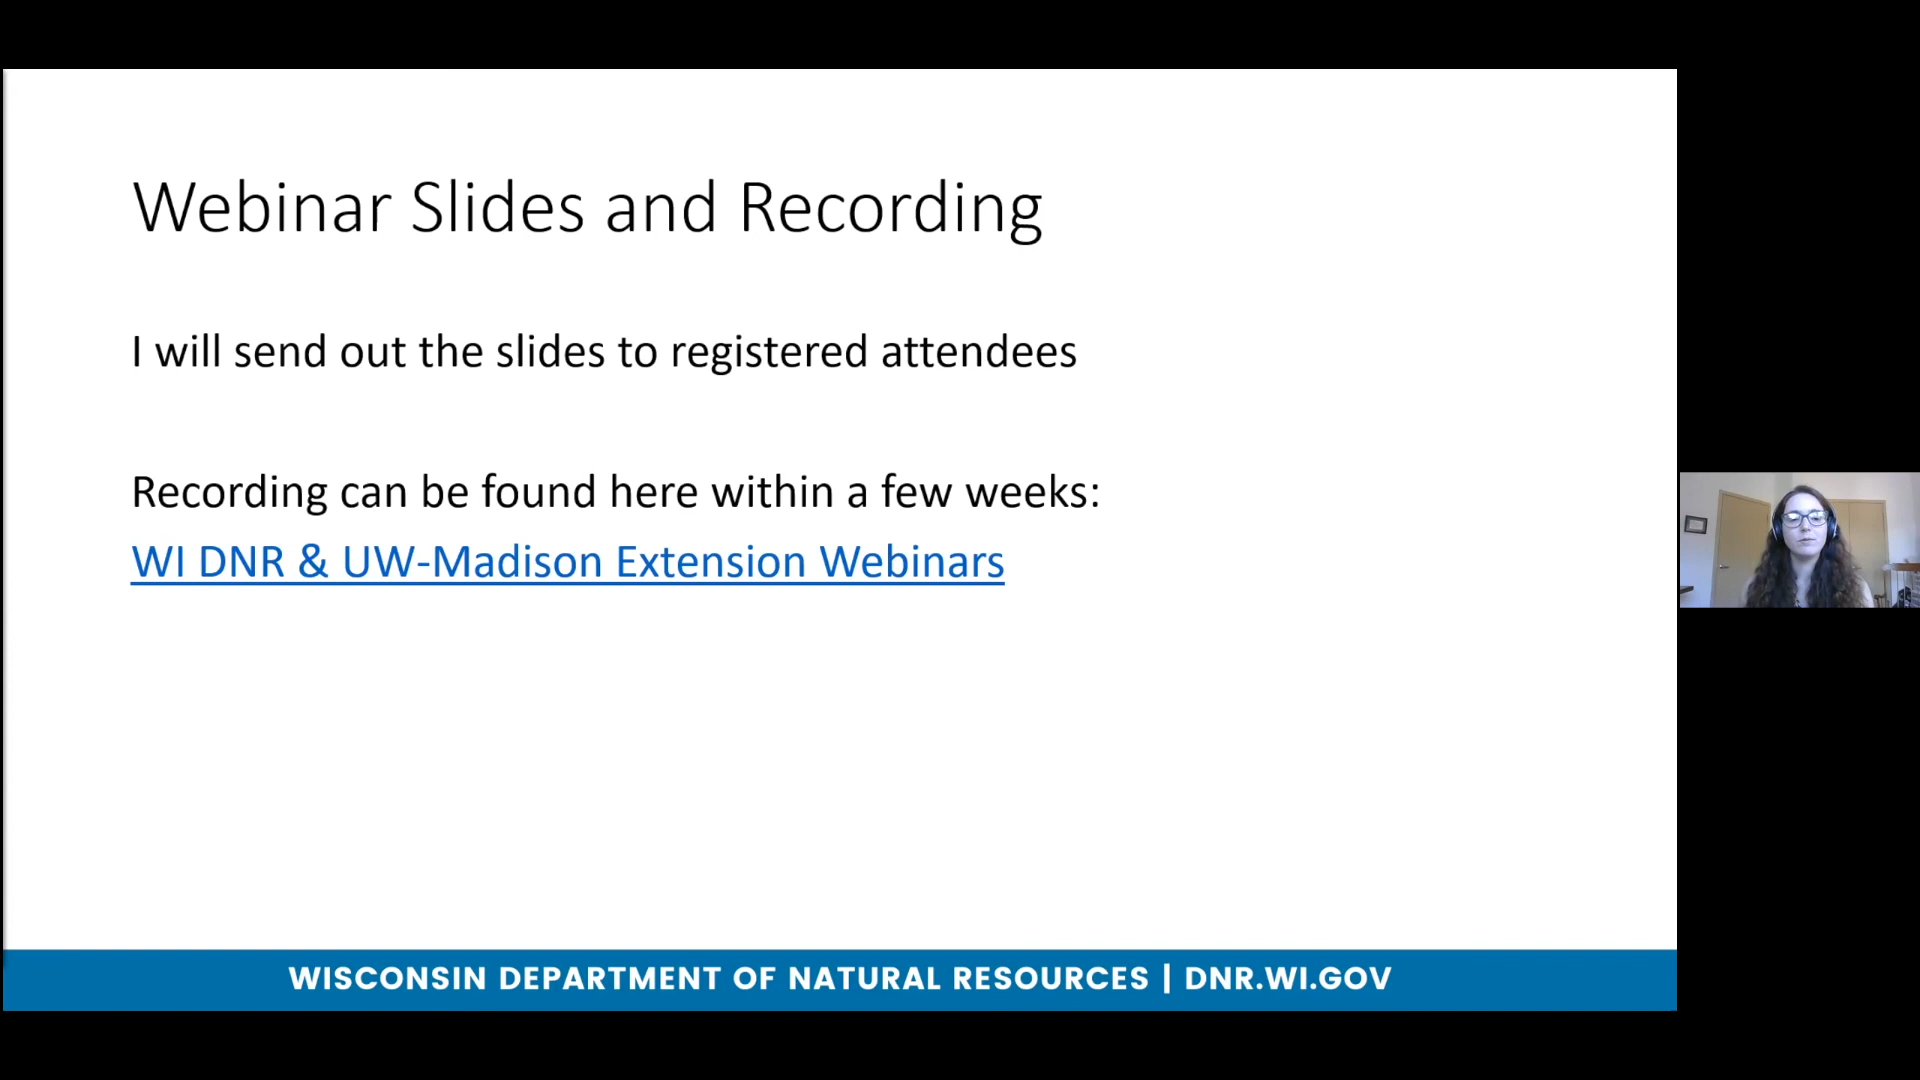 Webinar Slides and Recording
I will send out the slides to registered attendees
Recording can be found here within a few weeks:
WI DNR & UW-Madison Extension Webinars
WISCONSIN DEPARTMENT OF NATURAL RESOURCES | DNR.WI.GOV